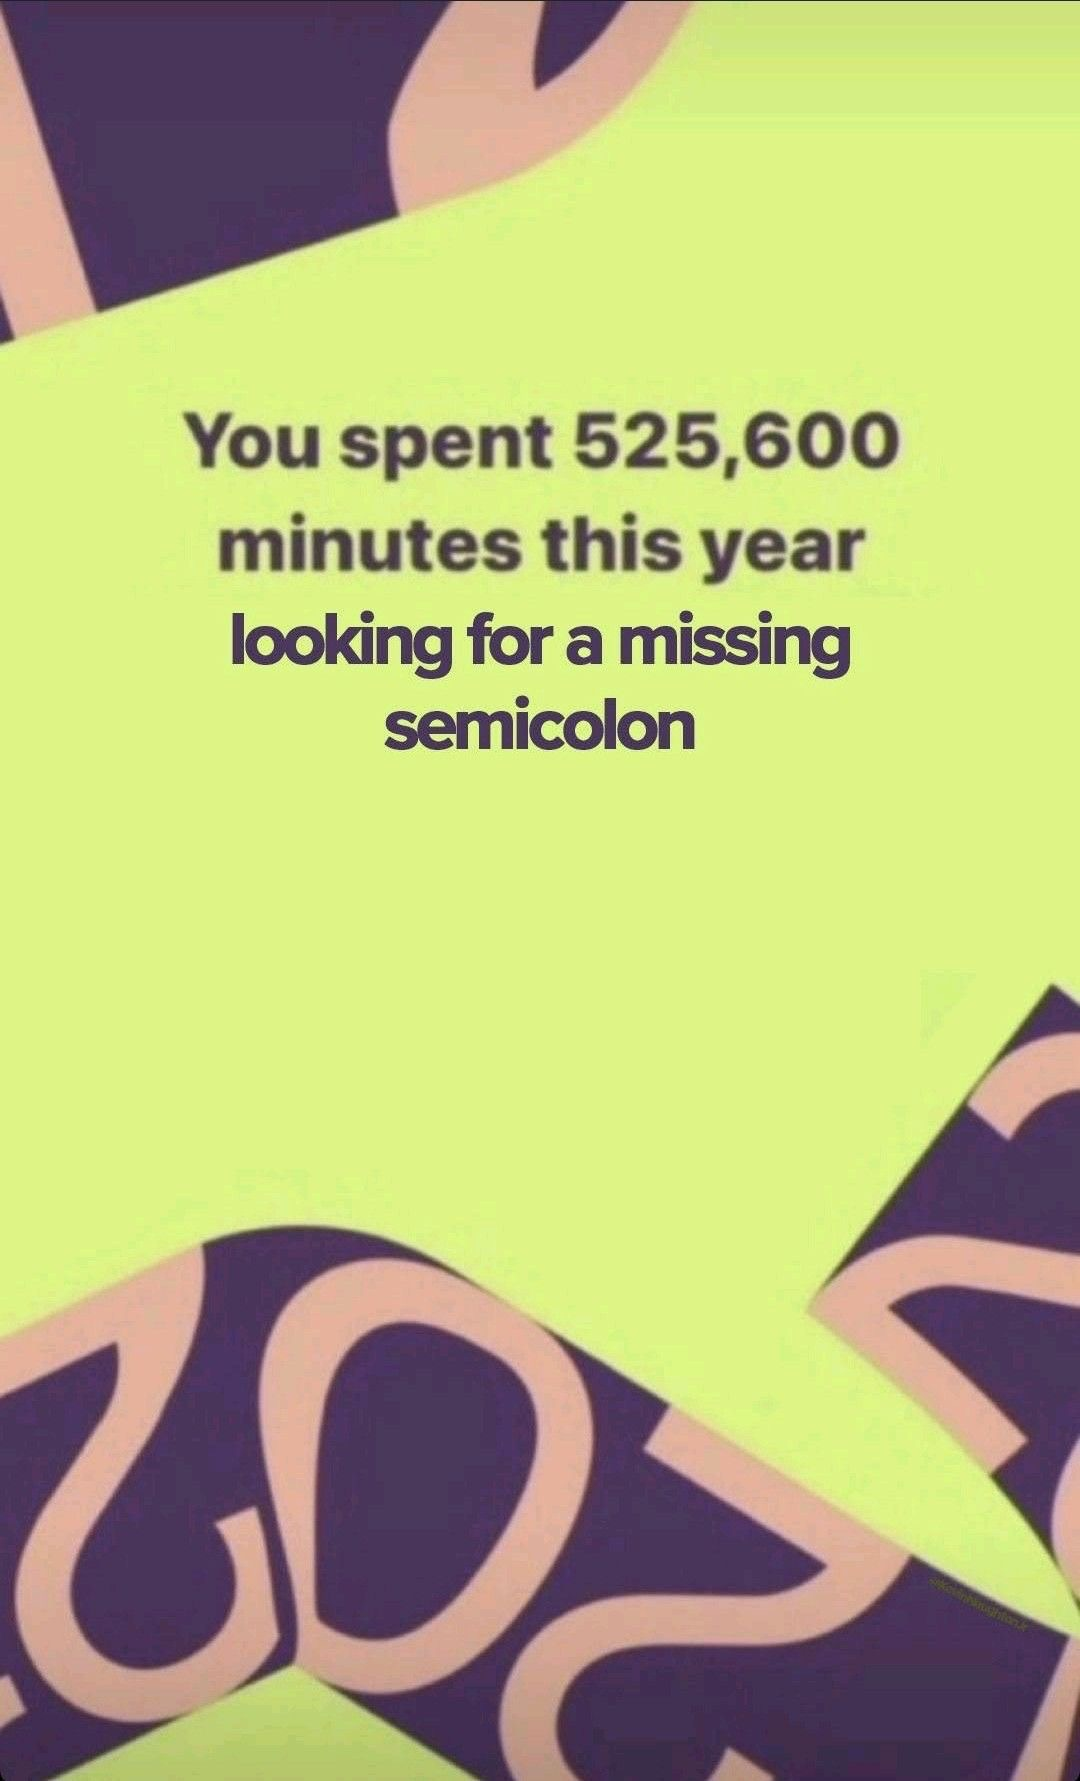 You spent 525,600
minutes this year
looking for a missing
semicolon